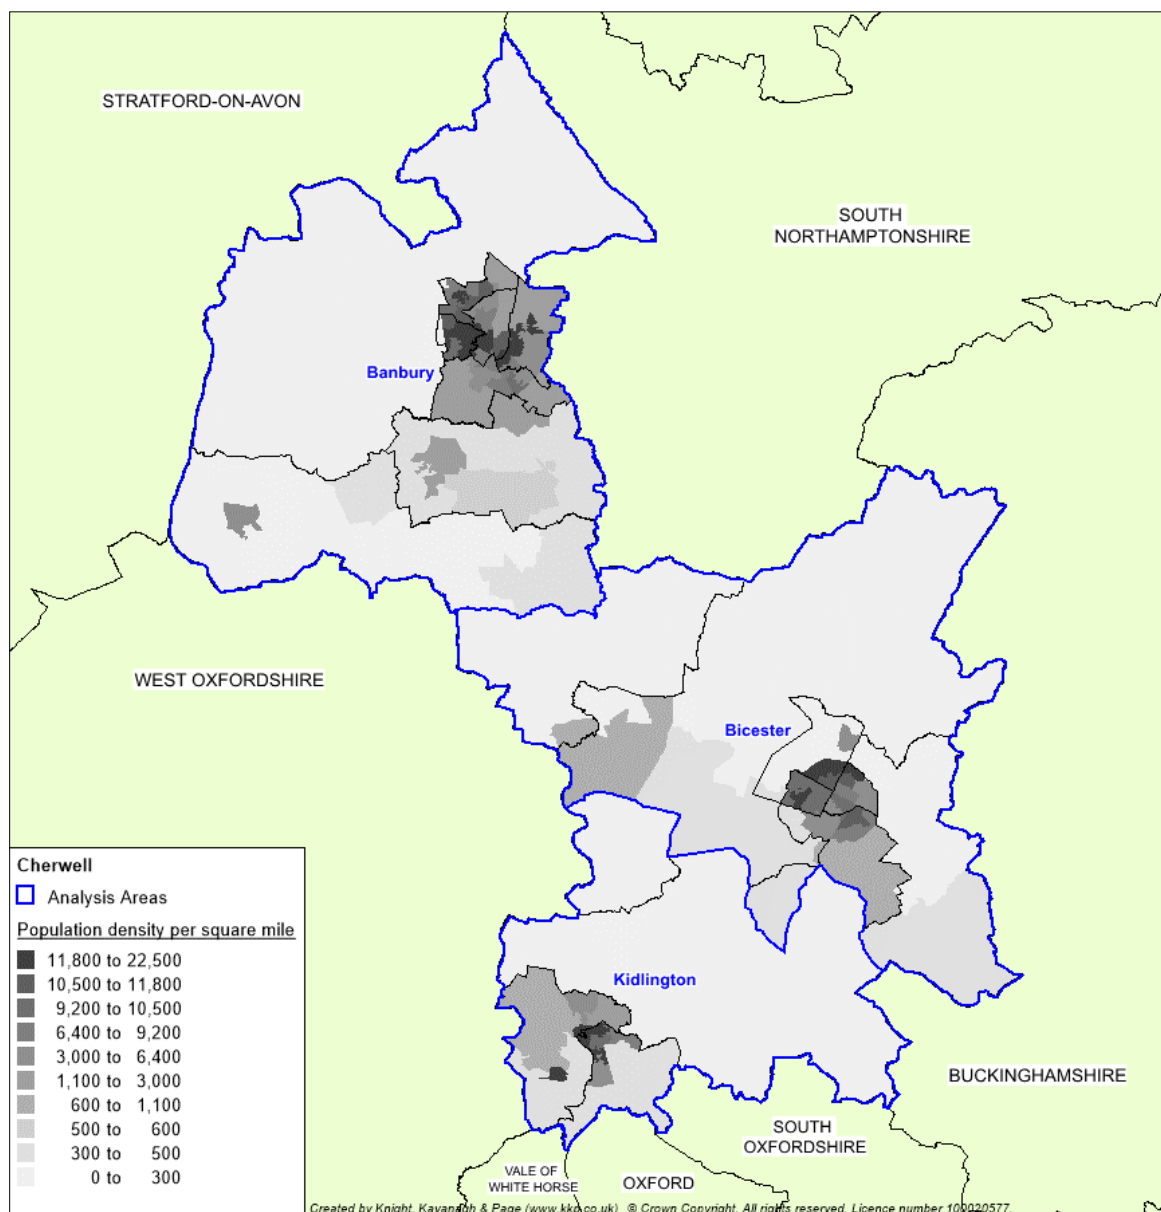 STRATFORD-ON-AVON
SOUTH
NORTHAMPTONSHIRE
Banbury
WEST OXFORDSHIRE
Bicester
Kidlington
BUCKINGHAMSHIRE
SOUTH
OXFORDSHIRE
VALE OF
WHITE HORSE
OXFORD
Cherwell
Analysis Areas
Population density per square mile
11,800 to 22,500
10,500 to 11,800
9,200 to 10,500
6,400 to 9,200
3,000 to 6,400
1,100 to 3,000
600 to 1,100
500 to 600
300 to 500
0 to 300
Created by Knight, Kavanagh & Page (www.kkp.co.uk) © Crown Copyright. All rights reserved. Licence number 100020577.